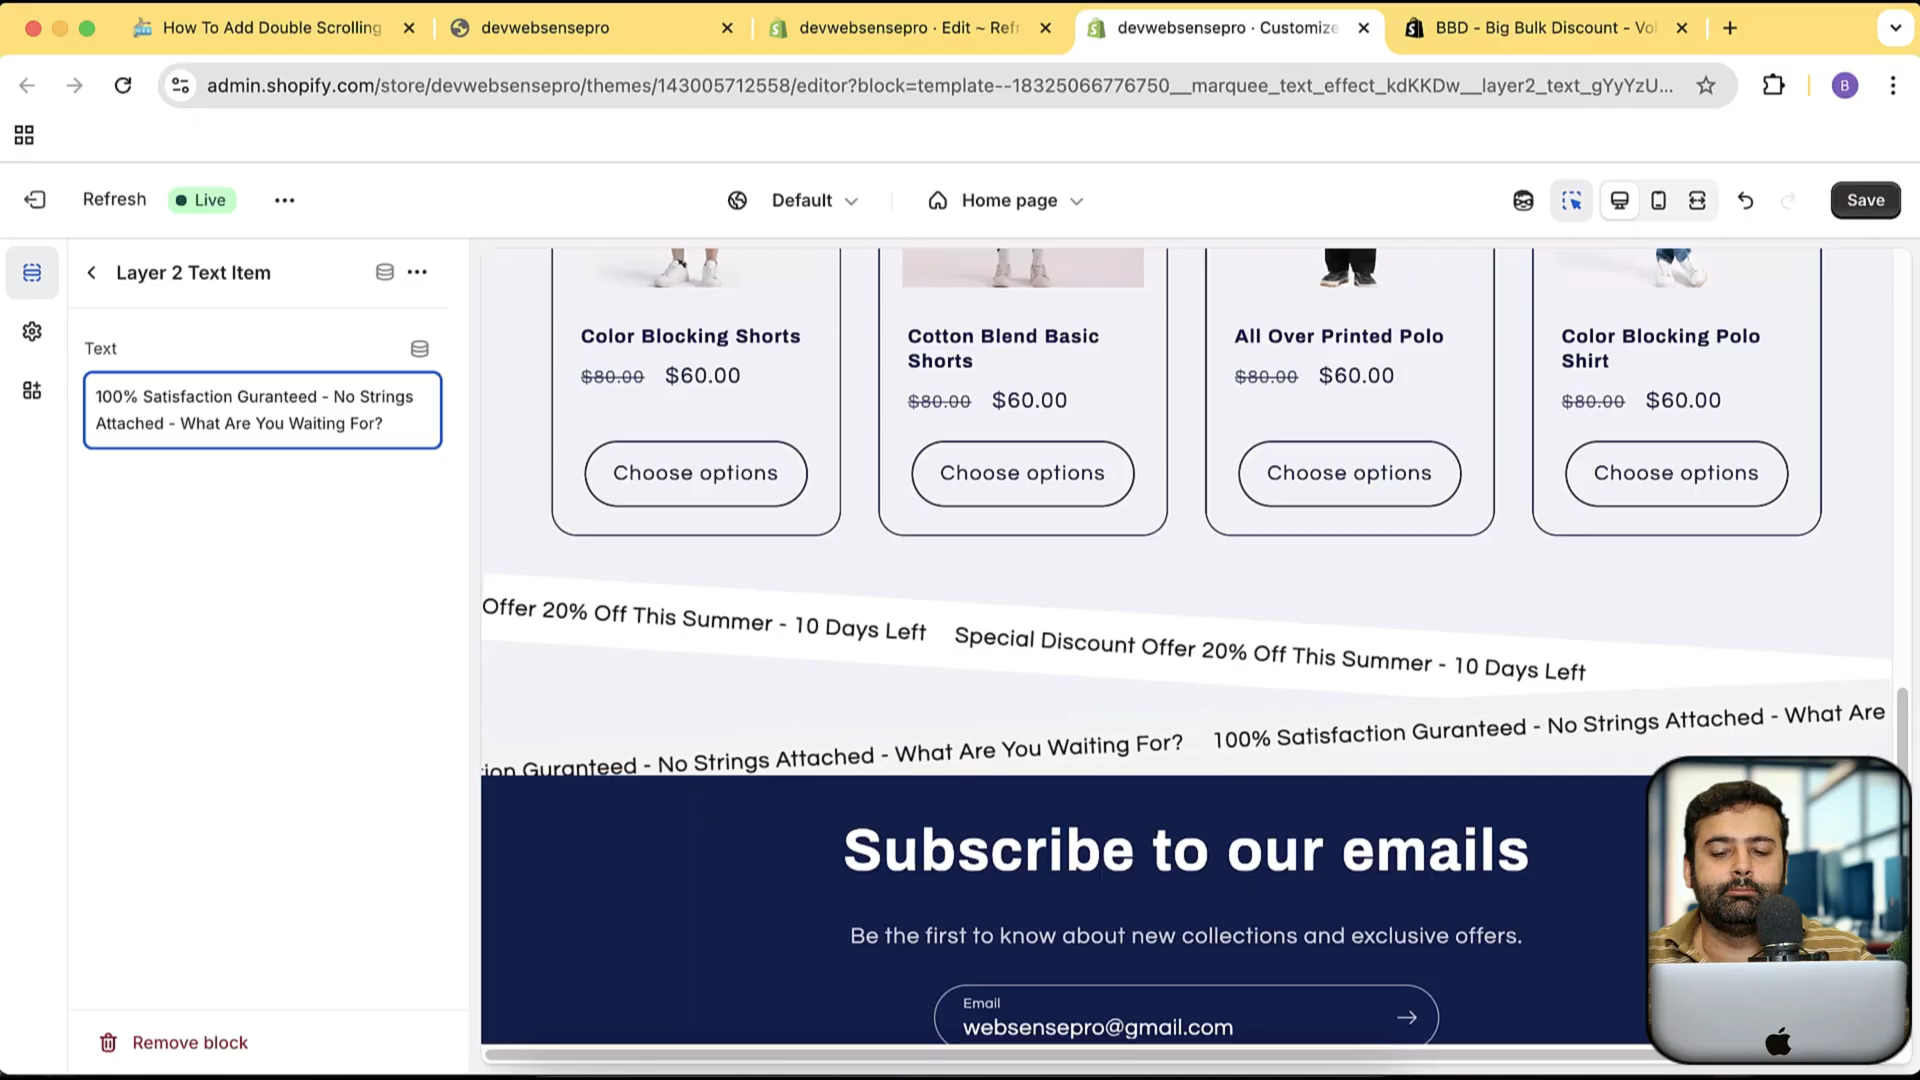 How To Add Double Scrolling
devwebsensepro
devwebsensepro · Edit ~ Refr
devwebsensepro · Customize
BBD - Big Bulk Discount - Vol
admin.shopify.com/store/devwebsensepro/themes/143005712558/editor?block=template--18325066776750__marquee_text_effect_kdKKDw__layer2_text_gYyYzU...
B
Refresh
Live
Default
Home page
Save
Layer 2 Text Item
Text
100% Satisfaction Guranteed - No Strings
Attached - What Are You Waiting For?
Remove block
Color Blocking Shorts
$80.00 $60.00
Choose options
Cotton Blend Basic
Shorts
$80.00 $60.00
Choose options
All Over Printed Polo
$80.00 $60.00
Choose options
Color Blocking Polo
Shirt
$80.00 $60.00
Choose options
Offer 20% Off This Summer - 10 Days Left Special Discount Offer 20% Off This Summer - 10 Days Left
ion Guranteed - No Strings Attached - What Are You Waiting For? 100% Satisfaction Guranteed - No Strings Attached - What Are
Subscribe to our emails
Be the first to know about new collections and exclusive offers.
Email
websensepro@gmail.com